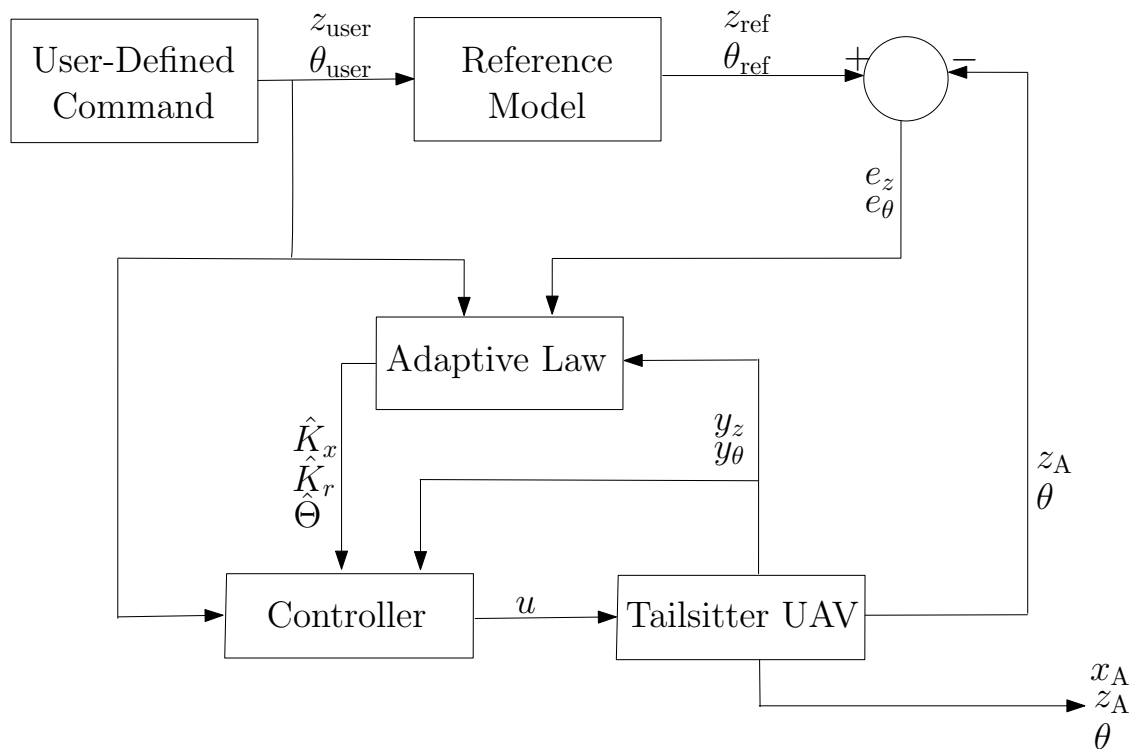 User-Defined
Command
z_user
θ_user
Reference
Model
z_ref
θ_ref
+
−
e_z
e_θ
Adaptive Law
K̂_x
K̂_r
Θ̂
y_z
y_θ
z_A
θ
Controller
u
Tailsitter UAV
x_A
z_A
θ